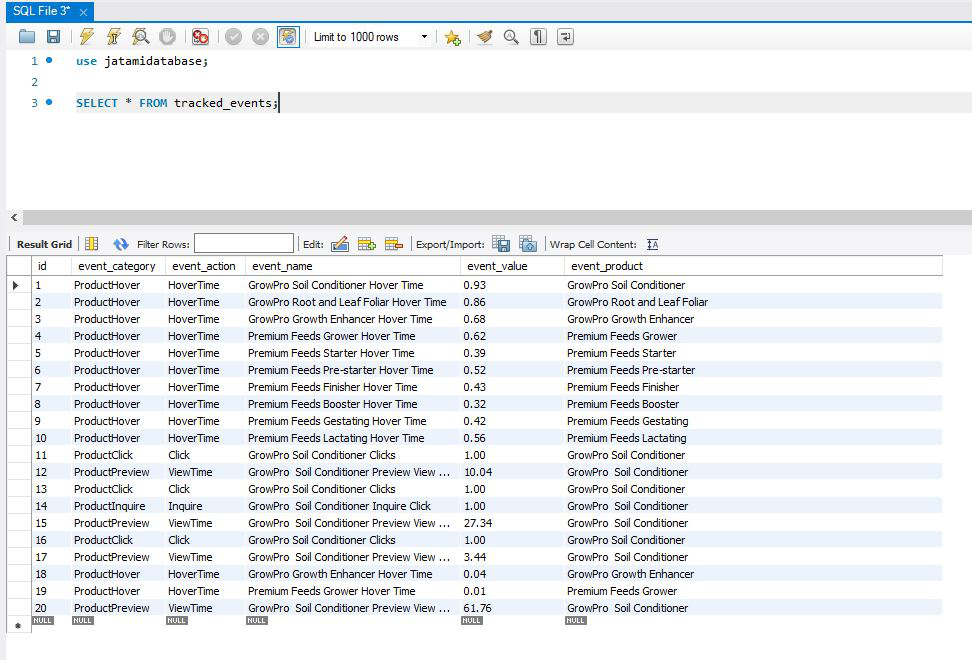 SQL File 3* ×
Limit to 1000 rows
1 use jatamidatabase;
2
3 SELECT * FROM tracked_events;
Result Grid Filter Rows: Edit: Export/Import: Wrap Cell Content: IA
id event_category event_action event_name event_value event_product
1 ProductHover HoverTime GrowPro Soil Conditioner Hover Time 0.93 GrowPro Soil Conditioner
2 ProductHover HoverTime GrowPro Root and Leaf Foliar Hover Time 0.86 GrowPro Root and Leaf Foliar
3 ProductHover HoverTime GrowPro Growth Enhancer Hover Time 0.68 GrowPro Growth Enhancer
4 ProductHover HoverTime Premium Feeds Grower Hover Time 0.62 Premium Feeds Grower
5 ProductHover HoverTime Premium Feeds Starter Hover Time 0.39 Premium Feeds Starter
6 ProductHover HoverTime Premium Feeds Pre-starter Hover Time 0.52 Premium Feeds Pre-starter
7 ProductHover HoverTime Premium Feeds Finisher Hover Time 0.43 Premium Feeds Finisher
8 ProductHover HoverTime Premium Feeds Booster Hover Time 0.32 Premium Feeds Booster
9 ProductHover HoverTime Premium Feeds Gestating Hover Time 0.42 Premium Feeds Gestating
10 ProductHover HoverTime Premium Feeds Lactating Hover Time 0.56 Premium Feeds Lactating
11 ProductClick Click GrowPro Soil Conditioner Clicks 1.00 GrowPro Soil Conditioner
12 ProductPreview ViewTime GrowPro  Soil Conditioner Preview View ... 10.04 GrowPro  Soil Conditioner
13 ProductClick Click GrowPro Soil Conditioner Clicks 1.00 GrowPro Soil Conditioner
14 ProductInquire Inquire GrowPro  Soil Conditioner Inquire Click 1.00 GrowPro  Soil Conditioner
15 ProductPreview ViewTime GrowPro  Soil Conditioner Preview View ... 27.34 GrowPro  Soil Conditioner
16 ProductClick Click GrowPro Soil Conditioner Clicks 1.00 GrowPro Soil Conditioner
17 ProductPreview ViewTime GrowPro  Soil Conditioner Preview View ... 3.44 GrowPro  Soil Conditioner
18 ProductHover HoverTime GrowPro Growth Enhancer Hover Time 0.04 GrowPro Growth Enhancer
19 ProductHover HoverTime Premium Feeds Grower Hover Time 0.01 Premium Feeds Grower
20 ProductPreview ViewTime GrowPro  Soil Conditioner Preview View ... 61.76 GrowPro  Soil Conditioner
NULL NULL NULL NULL NULL NULL